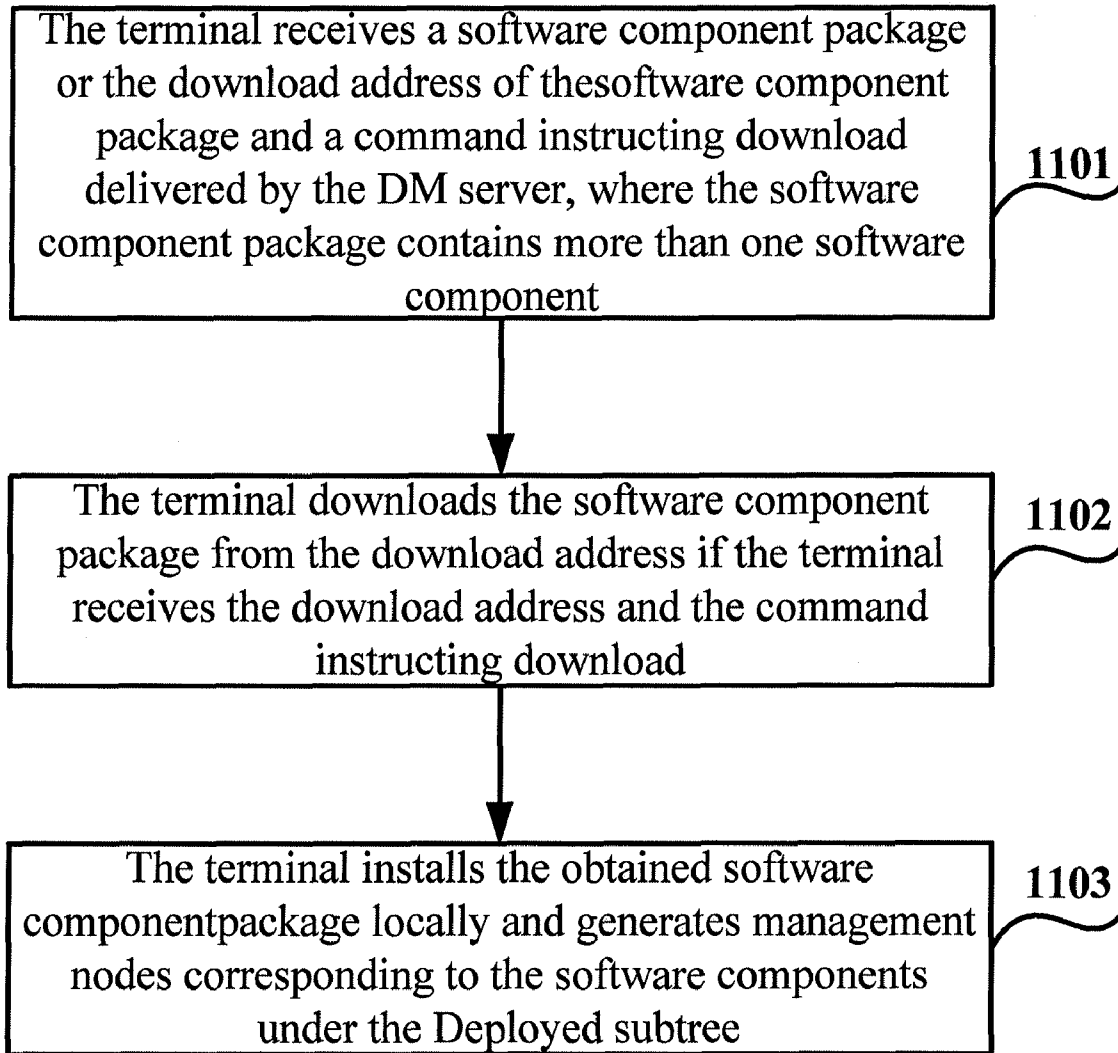 The terminal receives a software component package
or the download address of thesoftware component
package and a command instructing download
delivered by the DM server, where the software
component package contains more than one software
component
1101
The terminal downloads the software component
package from the download address if the terminal
receives the download address and the command
instructing download
1102
The terminal installs the obtained software
componentpackage locally and generates management
nodes corresponding to the software components
under the Deployed subtree
1103